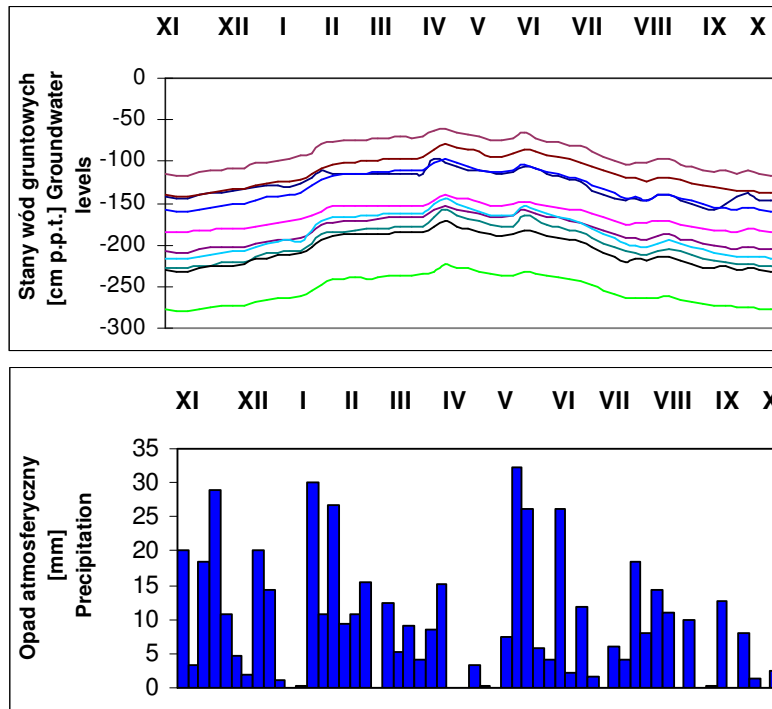 XI XII I II III IV V VI VII VIII IX X
Stany wód gruntowych
[cm p.p.t.] Groundwater
levels
0
-50
-100
-150
-200
-250
-300
XI XII I II III IV V VI VII VIII IX X
Opad atmosferyczny
[mm]
Precipitation
35
30
25
20
15
10
5
0